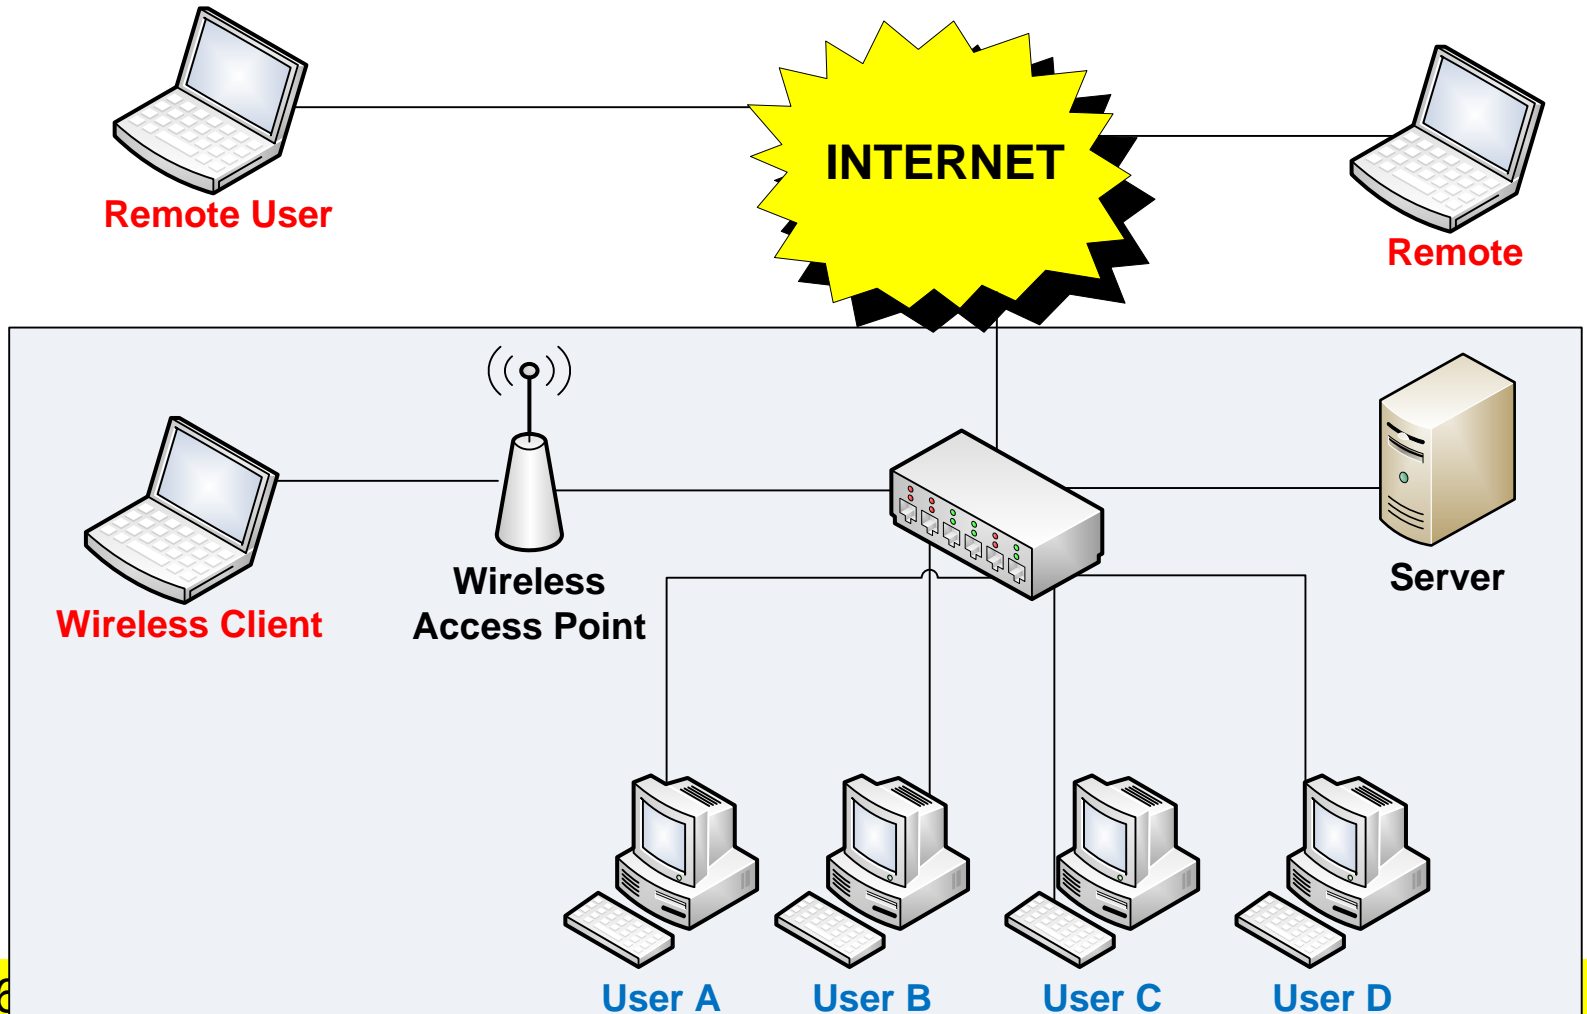 INTERNET
Remote User
Remote
Wireless
Access Point
Server
Wireless Client
User A
User B
User C
User D